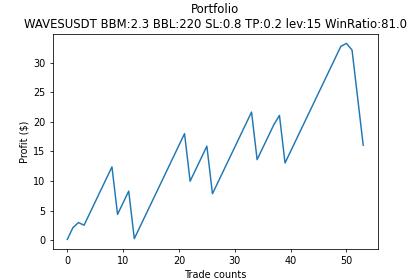 Portfolio
WAVESUSDT BBM:2.3 BBL:220 SL:0.8 TP:0.2 lev:15 WinRatio:81.0
30
25
20
15
10
5
0
Profit ($)
0 10 20 30 40 50
Trade counts